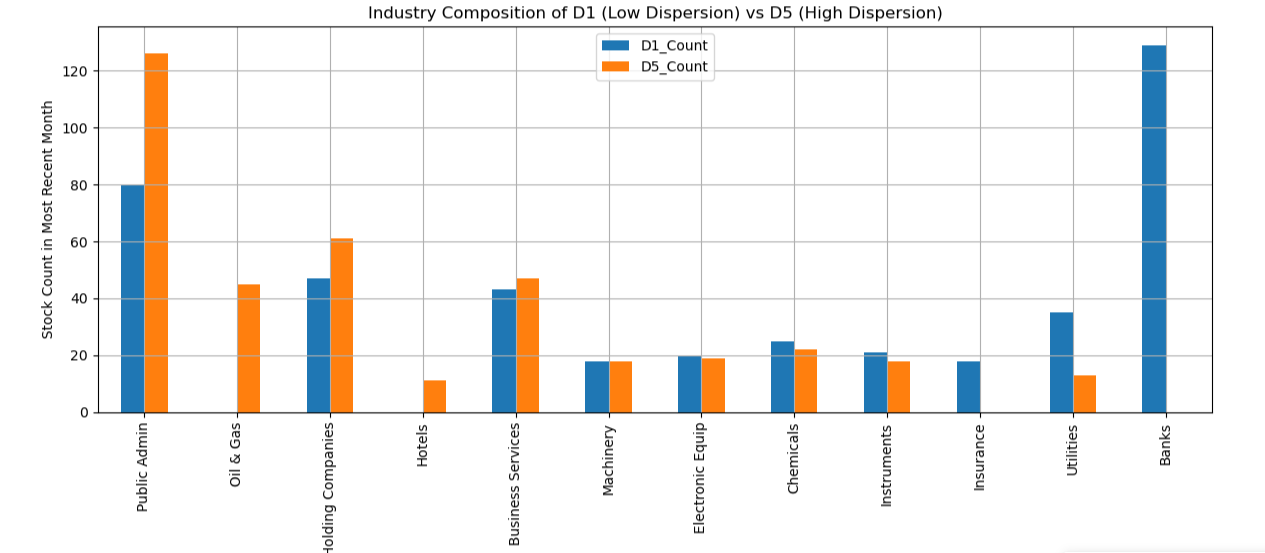 Industry Composition of D1 (Low Dispersion) vs D5 (High Dispersion)
D1_Count
D5_Count
Stock Count in Most Recent Month
120
100
80
60
40
20
0
Public Admin
Oil & Gas
Holding Companies
Hotels
Business Services
Machinery
Electronic Equip
Chemicals
Instruments
Insurance
Utilities
Banks